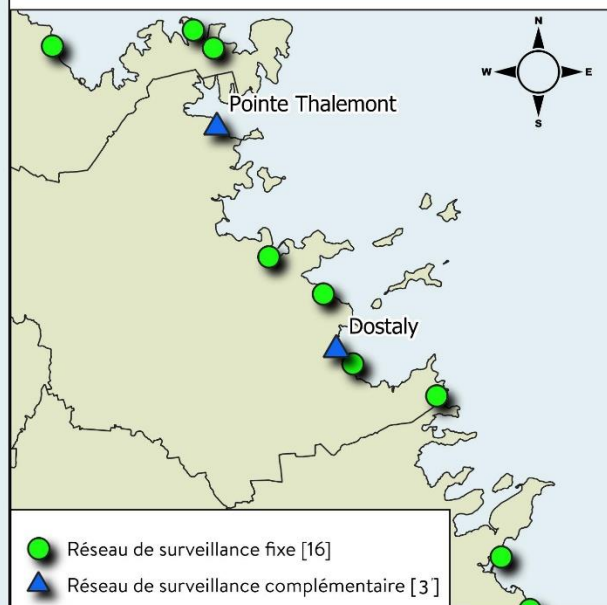 N
W E
S
Pointe Thalemont
Dostaly
Réseau de surveillance fixe [16]
Réseau de surveillance complémentaire [3]